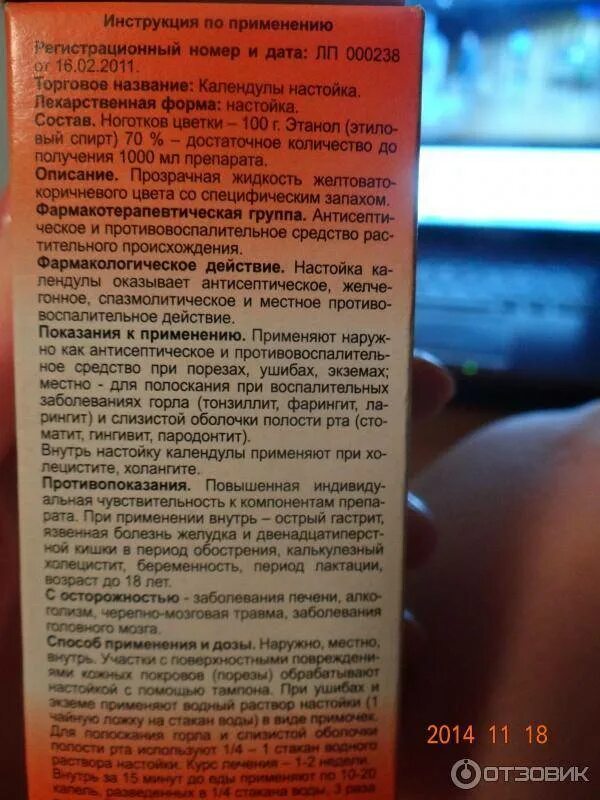 Инструкция по применению
Регистрационный номер и дата: ЛП 000238
от 16.02.2011.
Торговое название: Календулы настойка.
Лекарственная форма: настойка.
Состав. Ноготков цветки – 100 г. Этанол (этило-
вый спирт) 70 % – достаточное количество до
получения 1000 мл препарата.
Описание. Прозрачная жидкость желтовато-
коричневого цвета со специфическим запахом.
Фармакотерапевтическая группа. Антисепти-
ческое и противовоспалительное средство рас-
тительного происхождения.
Фармакологическое действие. Настойка ка-
лендулы оказывает антисептическое, желче-
гонное, спазмолитическое и местное противо-
воспалительное действие.
Показания к применению. Применяют наруж-
но как антисептическое и противовоспалитель-
ное средство при порезах, ушибах, экземах;
местно - для полоскания при воспалительных
заболеваниях горла (тонзиллит, фарингит, ла-
рингит) и слизистой оболочки полости рта (сто-
матит, гингивит, пародонтит).
Внутрь настойку календулы применяют при хо-
лецистите, холангите.
Противопоказания. Повышенная индивиду-
альная чувствительность к компонентам препа-
рата. При применении внутрь – острый гастрит,
язвенная болезнь желудка и двенадцатиперст-
ной кишки в период обострения, калькулезный
холецистит, беременность, период лактации,
возраст до 18 лет.
С осторожностью - заболевания печени, алко-
голизм, черепно-мозговая травма, заболевания
головного мозга.
Способ применения и дозы. Наружно, местно,
внутрь. Участки с поверхностными повреждени-
ями кожных покровов (порезы) обрабатывают
настойкой с помощью тампона. При ушибах и
экземе применяют водный раствор настойки (1
чайную ложку на стакан воды) в виде примочек.
Для полоскания горла и слизистой оболочки
полости рта используют 1/4 – 1 стакан водного
раствора настойки. Курс лечения – 1-2 недели.
Внутрь за 15 минут до еды применяют по 10-20
капель, разведенных в 1/4 стакана воды, 3 раза
2014 11 18
ОТЗОВИК